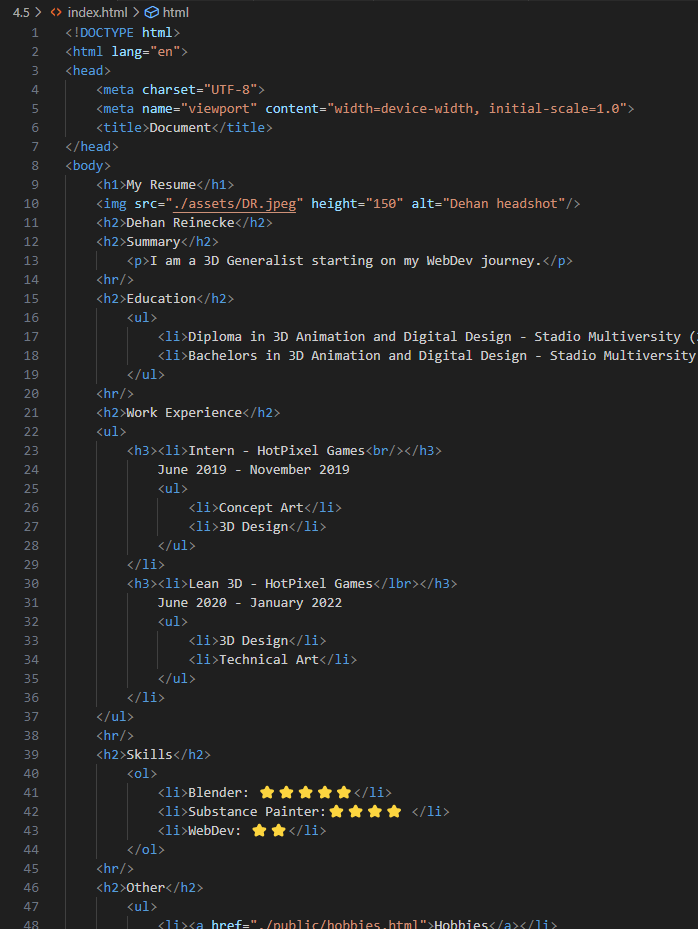 4.5 > <> index.html > html
1 <!DOCTYPE html>
2 <html lang="en">
3 <head>
4 <meta charset="UTF-8">
5 <meta name="viewport" content="width=device-width, initial-scale=1.0">
6 <title>Document</title>
7 </head>
8 <body>
9 <h1>My Resume</h1>
10 <img src="./assets/DR.jpeg" height="150" alt="Dehan headshot"/>
11 <h2>Dehan Reinecke</h2>
12 <h2>Summary</h2>
13 <p>I am a 3D Generalist starting on my WebDev journey.</p>
14 <hr/>
15 <h2>Education</h2>
16 <ul>
17 <li>Diploma in 3D Animation and Digital Design - Stadio Multiversity (
18 <li>Bachelors in 3D Animation and Digital Design - Stadio Multiversity
19 </ul>
20 <hr/>
21 <h2>Work Experience</h2>
22 <ul>
23 <h3><li>Intern - HotPixel Games<br/></h3>
24 June 2019 - November 2019
25 <ul>
26 <li>Concept Art</li>
27 <li>3D Design</li>
28 </ul>
29 </li>
30 <h3><li>Lean 3D - HotPixel Games</lbr></h3>
31 June 2020 - January 2022
32 <ul>
33 <li>3D Design</li>
34 <li>Technical Art</li>
35 </ul>
36 </li>
37 </ul>
38 <hr/>
39 <h2>Skills</h2>
40 <ol>
41 <li>Blender: ⭐⭐⭐⭐⭐</li>
42 <li>Substance Painter:⭐⭐⭐⭐ </li>
43 <li>WebDev: ⭐⭐</li>
44 </ol>
45 <hr/>
46 <h2>Other</h2>
47 <ul>
48 <li><a href="./public/hobbies.html">Hobbies</a></li>